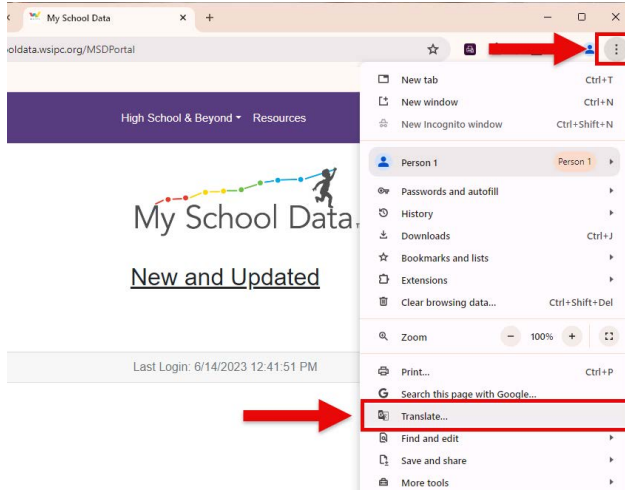 My School Data
ooldata.wsipc.org/MSDPortal
High School & Beyond Resources
My School Data
New and Updated
Last Login: 6/14/2023 12:41:51 PM
New tab Ctrl+T
New window Ctrl+N
New Incognito window Ctrl+Shift+N
Person 1 Person 1
Passwords and autofill
History
Downloads Ctrl+J
Bookmarks and lists
Extensions
Clear browsing data... Ctrl+Shift+Del
Zoom − 100% +
Print... Ctrl+P
Search this page with Google...
Translate...
Find and edit
Save and share
More tools